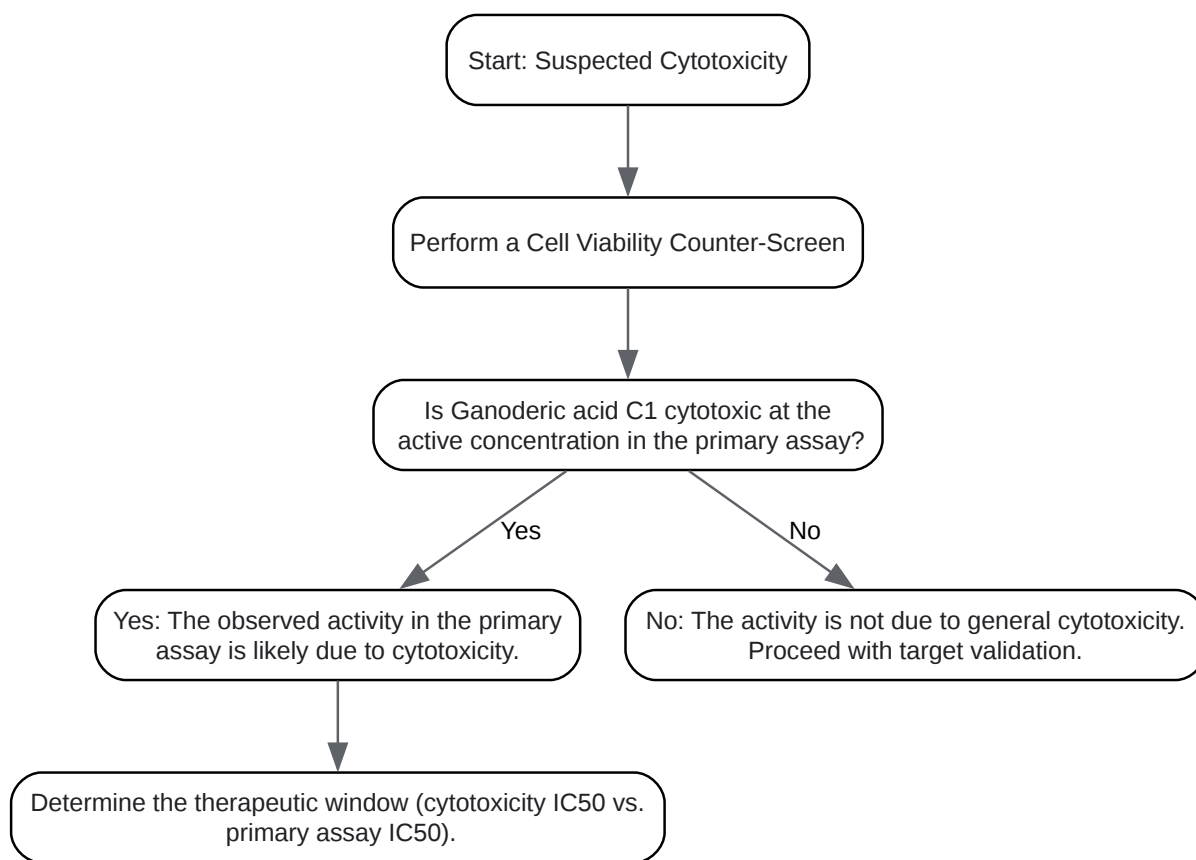 Start: Suspected Cytotoxicity
Perform a Cell Viability Counter-Screen
Is Ganoderic acid C1 cytotoxic at the
active concentration in the primary assay?
Yes
No
Yes: The observed activity in the primary
assay is likely due to cytotoxicity.
No: The activity is not due to general cytotoxicity.
Proceed with target validation.
Determine the therapeutic window (cytotoxicity IC50 vs.
primary assay IC50).